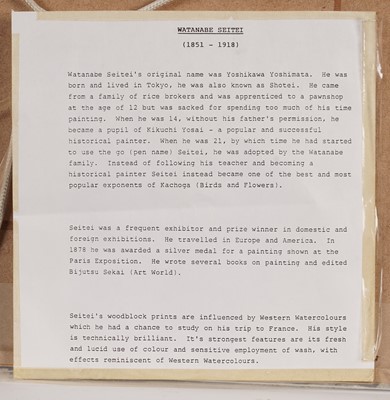 WATANABE SEITEI
(1851 - 1918)
Watanabe Seitei's original name was Yoshikawa Yoshimata. He was
born and lived in Tokyo, he was also known as Shotei. He came
from a family of rice brokers and was apprenticed to a pawnshop
at the age of 12 but was sacked for spending too much of his time
painting. When he was 14, without his father's permission, he
became a pupil of Kikuchi Yosai - a popular and successful
historical painter. When he was 21, by which time he had started
to use the go (pen name) Seitei, he was adopted by the Watanabe
family. Instead of following his teacher and becoming a
historical painter Seitei instead became one of the best and most
popular exponents of Kachoga (Birds and Flowers).
Seitei was a frequent exhibitor and prize winner in domestic and
foreign exhibitions. He travelled in Europe and America. In
1878 he was awarded a silver medal for a painting shown at the
Paris Exposition. He wrote several books on painting and edited
Bijutsu Sekai (Art World).
Seitei's woodblock prints are influenced by Western Watercolours
which he had a chance to study on his trip to France. His style
is technically brilliant. It's strongest features are its fresh
and lucid use of colour and sensitive employment of wash, with
effects reminiscent of Western Watercolours.